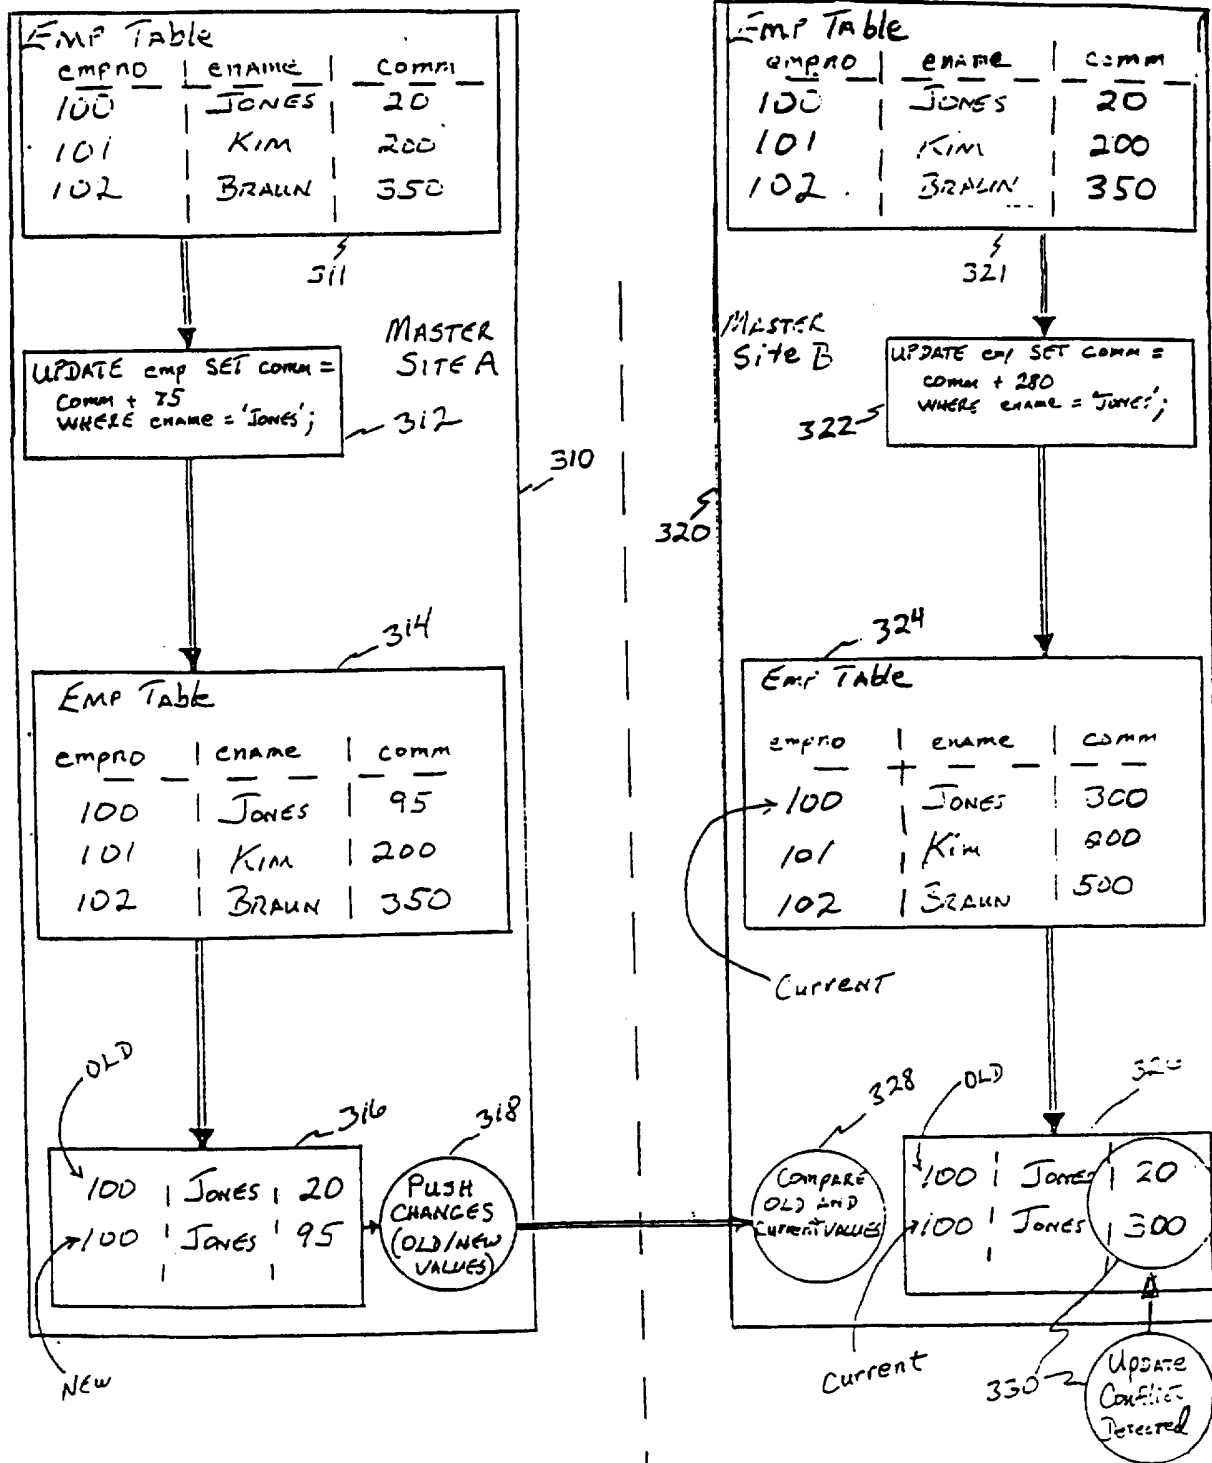 Emp Table
empno | ename | comm
100 | Jones | 20
101 | Kim | 200
102 | Braun | 350
311
Master
Site A
UPDATE emp SET comm =
comm + 75
WHERE ename = 'Jones';
312
310
314
Emp Table
empno | ename | comm
100 | Jones | 95
101 | Kim | 200
102 | Braun | 350
OLD
316
100 | Jones | 20
100 | Jones | 95
New
318
Push
Changes
(Old/New
Values)
Emp Table
empno | ename | comm
100 | Jones | 20
101 | Kim | 200
102 | Braun | 350
321
Master
Site B
UPDATE emp SET comm =
comm + 280
WHERE ename = 'Jones';
322
320
324
Emp Table
empno | ename | comm
100 | Jones | 300
101 | Kim |
102 | Braun | 500
Current
328
Compare
Old and
Current Values
OLD
100 | Jones | 20
100 | Jones | 300
Current
330
Update
Conflict
Detected